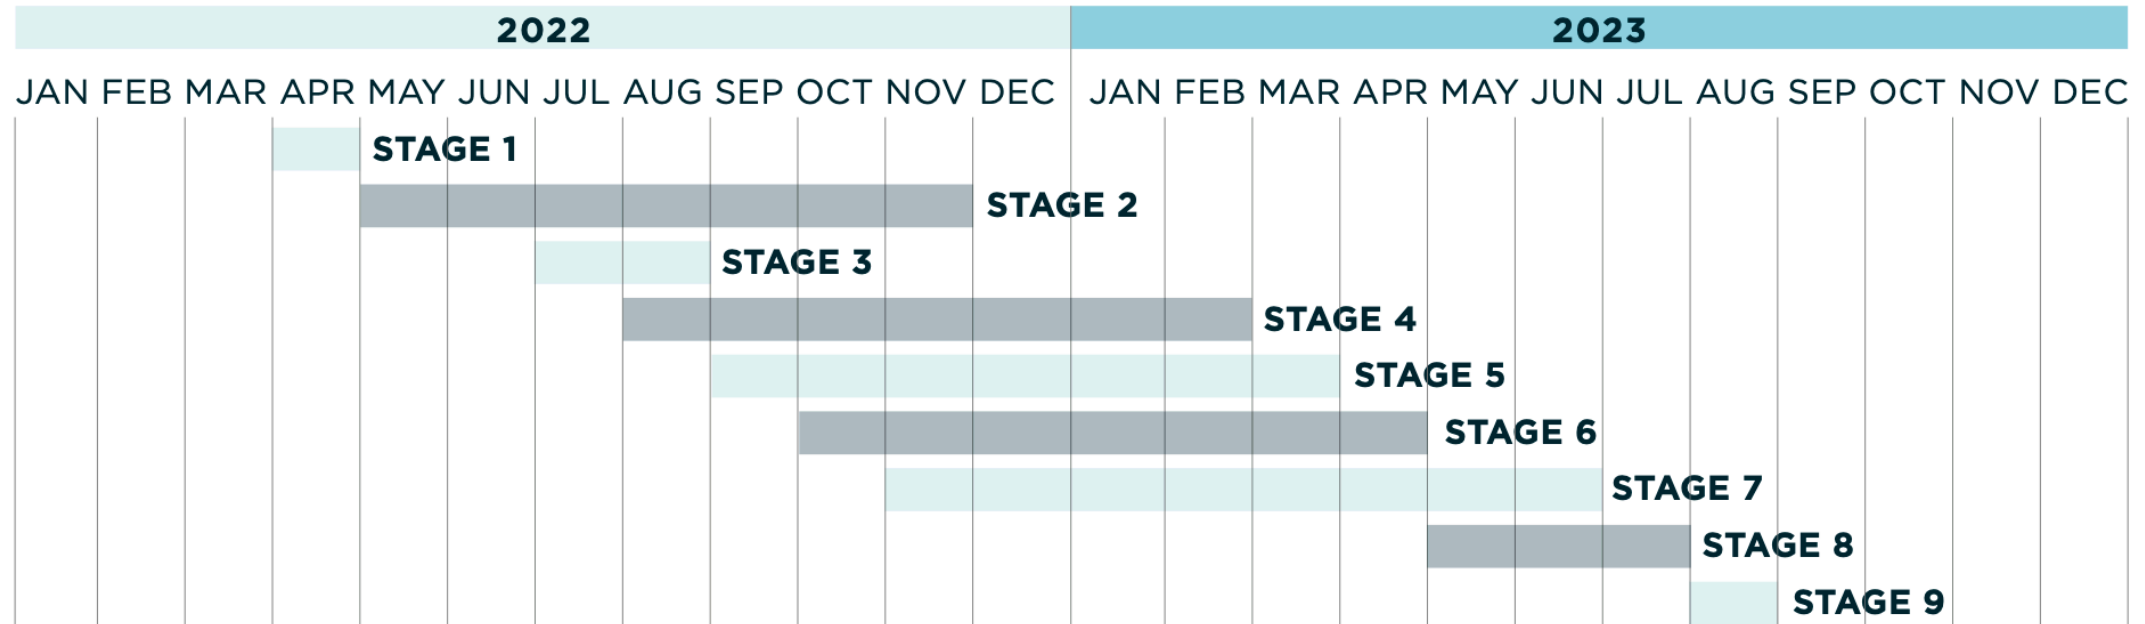 2022 2023
JAN FEB MAR APR MAY JUN JUL AUG SEP OCT NOV DEC JAN FEB MAR APR MAY JUN JUL AUG SEP OCT NOV DEC
STAGE 1
STAGE 2
STAGE 3
STAGE 4
STAGE 5
STAGE 6
STAGE 7
STAGE 8
STAGE 9